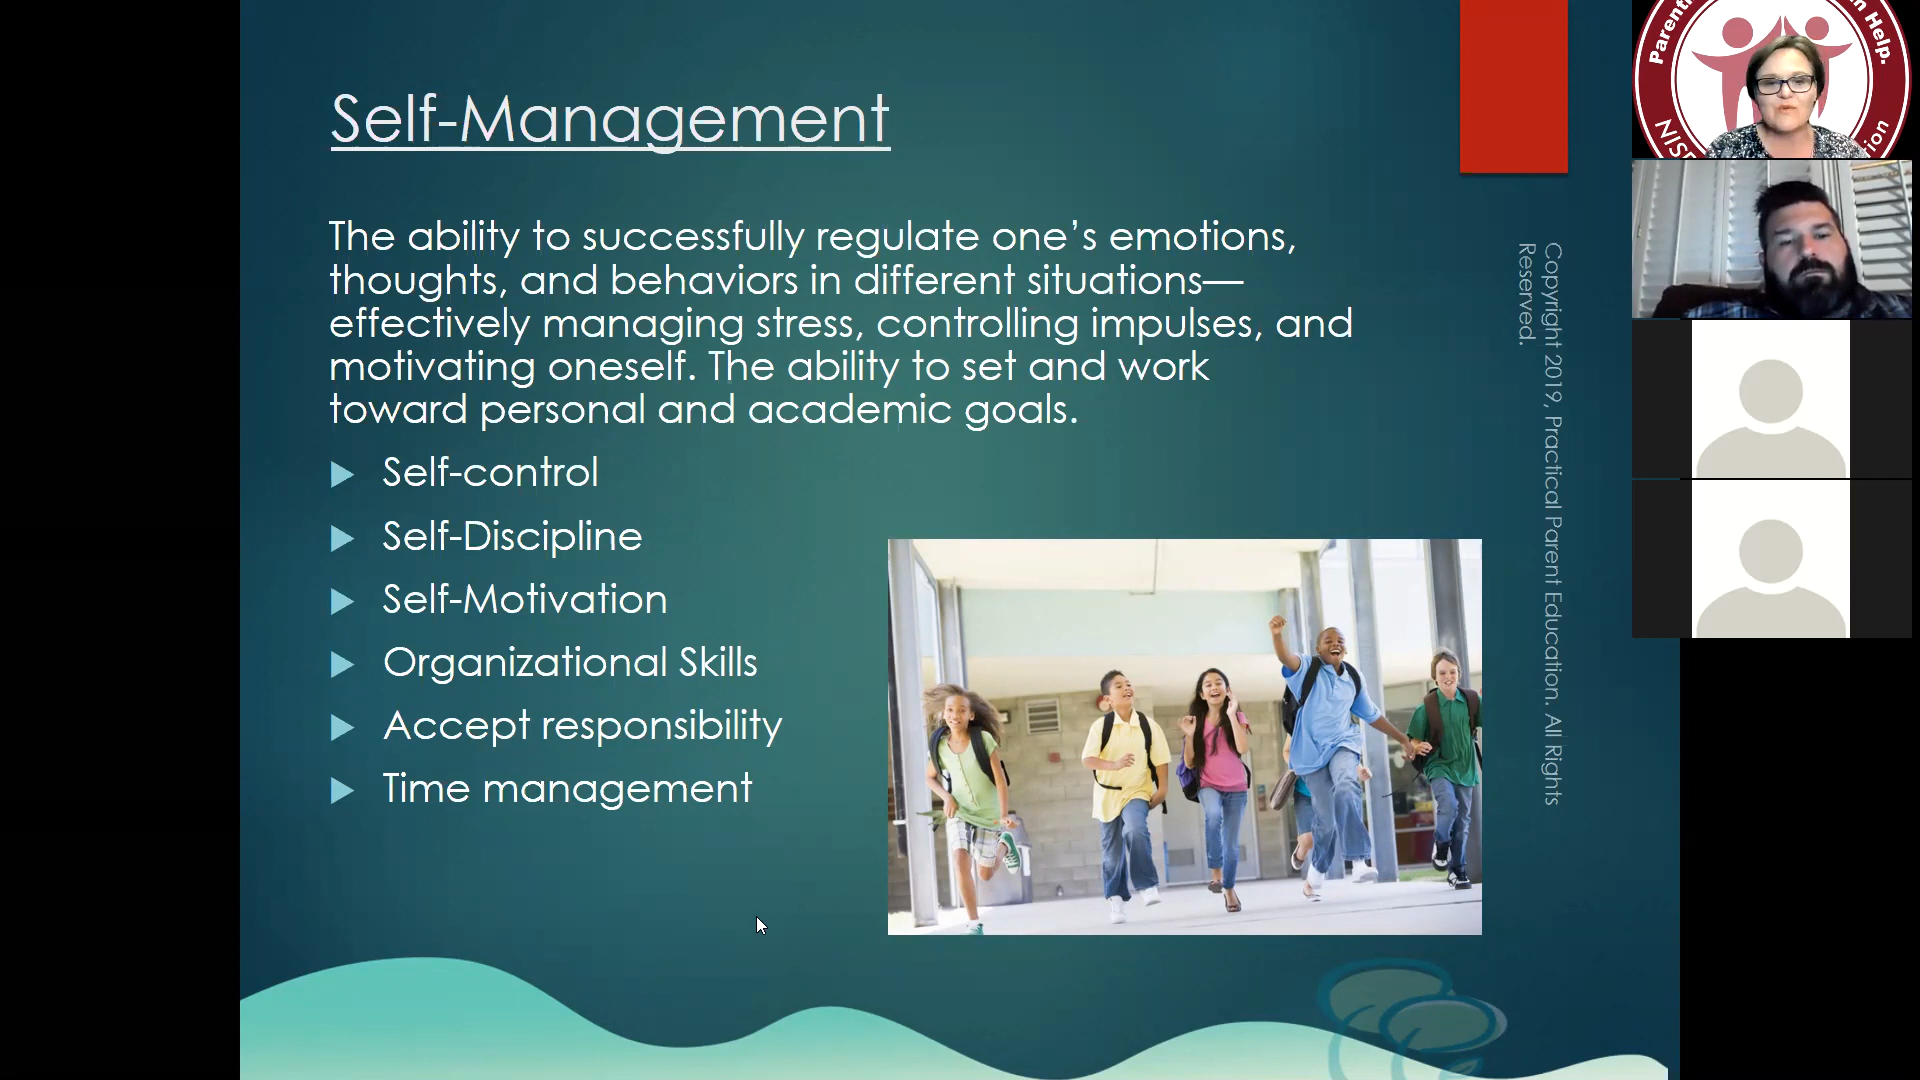 Self-Management
The ability to successfully regulate one’s emotions,
thoughts, and behaviors in different situations—
effectively managing stress, controlling impulses, and
motivating oneself. The ability to set and work
toward personal and academic goals.
Self-control
Self-Discipline
Self-Motivation
Organizational Skills
Accept responsibility
Time management
Copyright 2019, Practical Parent Education. All Rights
Reserved.
Help.